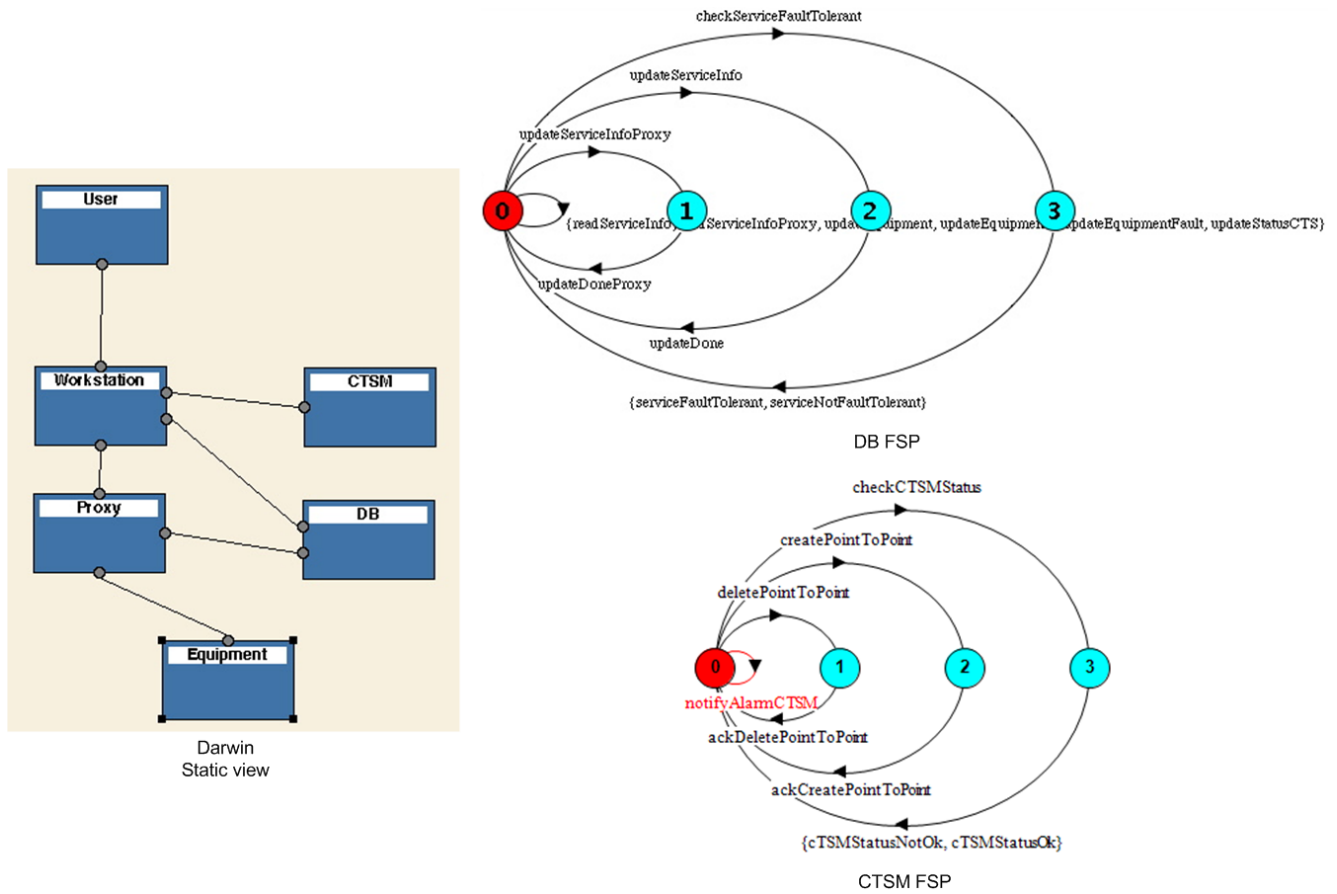 checkServiceFaultTolerant
updateServiceInfo
updateServiceInfoProxy
0
1
2
3
{readServiceInfo updateEquipmentFault, updateStatusCTS}
updateDoneProxy
updateDone
{serviceFaultTolerant, serviceNotFaultTolerant}
DB FSP
User
Workstation
CTSM
Proxy
DB
Equipment
Darwin
Static view
checkCTSMStatus
createPointToPoint
deletePointToPoint
0
1
2
3
notifyAlarmCTSM
ackDeletePointToPoint
ackCreatePointToPoint
{cTSMStatusNotOk, cTSMStatusOk}
CTSM FSP